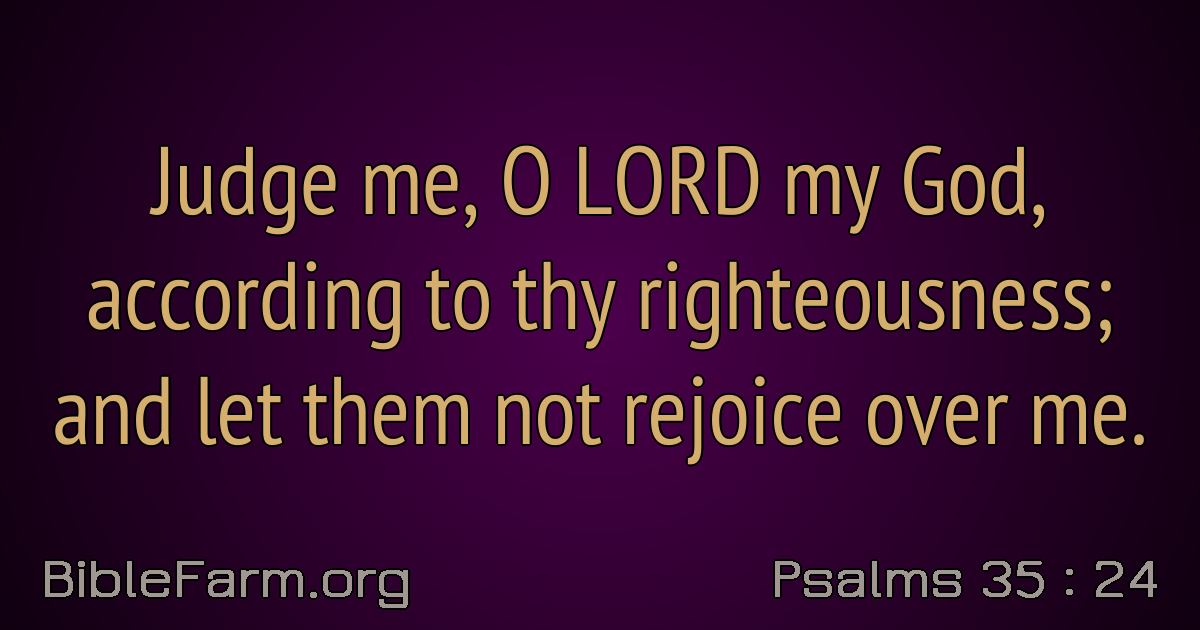 Judge me, O LORD my God,
according to thy righteousness;
and let them not rejoice over me.
BibleFarm.org
Psalms 35 : 24